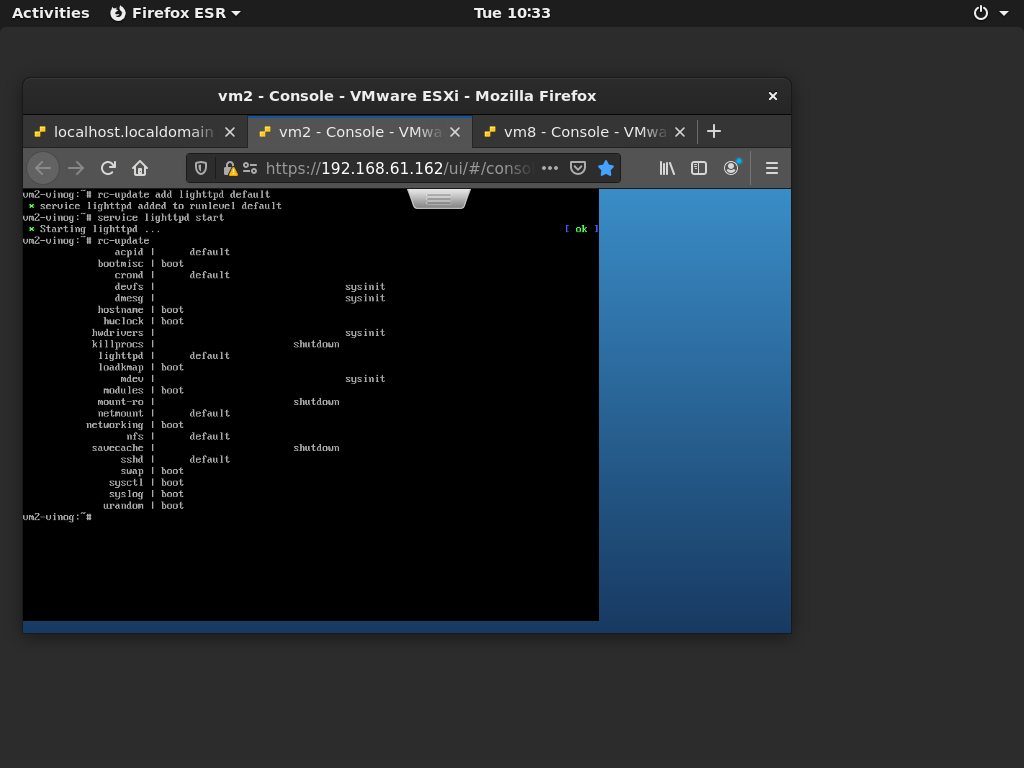 Activities Firefox ESR Tue 10:33
vm2 - Console - VMware ESXi - Mozilla Firefox
localhost.localdomain vm2 - Console - VMwa vm8 - Console - VMwa
https://192.168.61.162/ui/#/conso
vm2-vinog:~# rc-update add lighttpd default
* service lighttpd added to runlevel default
vm2-vinog:~# service lighttpd start
* Starting lighttpd ... [ ok ]
vm2-vinog:~# rc-update
acpid | default
bootmisc | boot
crond | default
devfs | sysinit
dmesg | sysinit
hostname | boot
hwclock | boot
hwdrivers | sysinit
killprocs | shutdown
lighttpd | default
loadkmap | boot
mdev | sysinit
modules | boot
mount-ro | shutdown
netmount | default
networking | boot
nfs | default
savecache | shutdown
sshd | default
swap | boot
sysctl | boot
syslog | boot
urandom | boot
vm2-vinog:~#